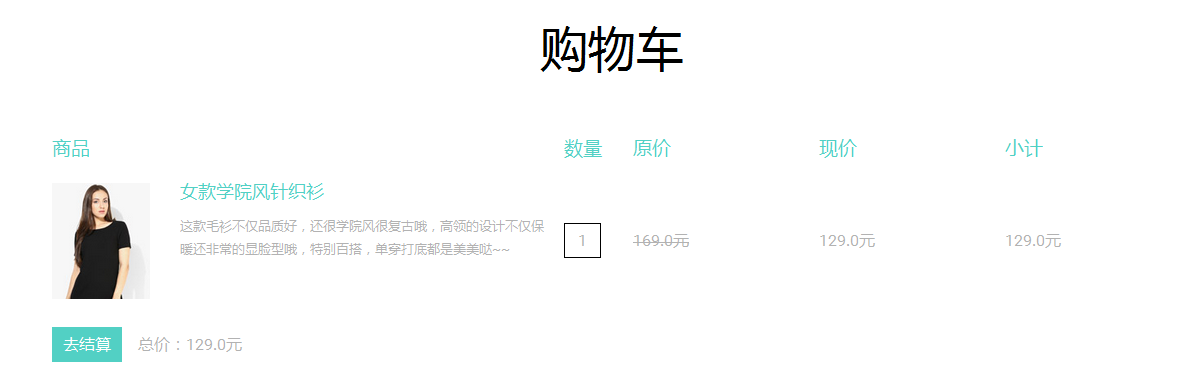 购物车
商品 数量 原价 现价 小计
女款学院风针织衫
这款毛衫不仅品质好，还很学院风很复古哦，高领的设计不仅保
暖还非常的显脸型哦，特别百搭，单穿打底都是美美哒~~
1 169.0元 129.0元 129.0元
去结算 总价：129.0元